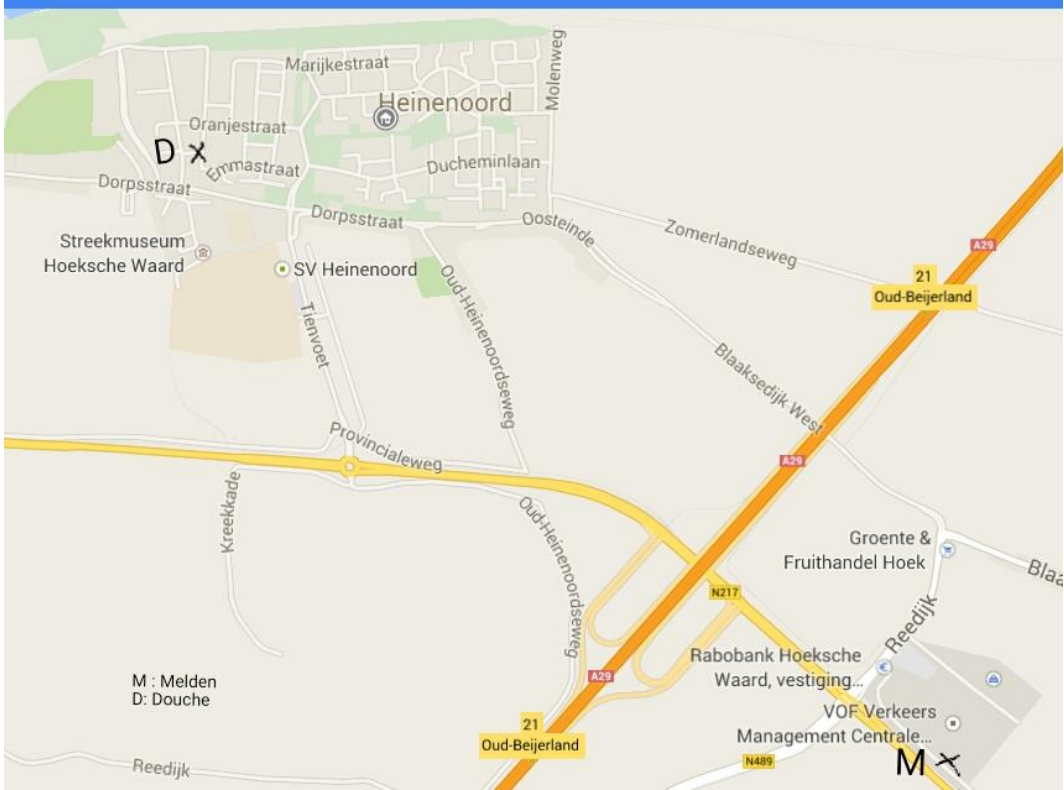 Marijkestraat
Molenweg
Heinenoord
Oranjestraat
D X
Emmastraat
Ducheminlaan
Dorpsstraat
Dorpsstraat
Oosteinde
Zomerlandseweg
Streekmuseum
Hoeksche Waard
A29
SV Heinenoord
21
Oud-Beijerland
Oud-Heinenoordseweg
Tienvoet
Blaaksedijk West
Provincialeweg
A29
Kreekkade
Oud-Heinenoordseweg
Groente &
Fruithandel Hoek
Blaa
N217
Reedijk
Rabobank Hoeksche
Waard, vestiging...
A29
M : Melden
D: Douche
VOF Verkeers
Management Centrale...
21
Oud-Beijerland
Reedijk
N489
M X